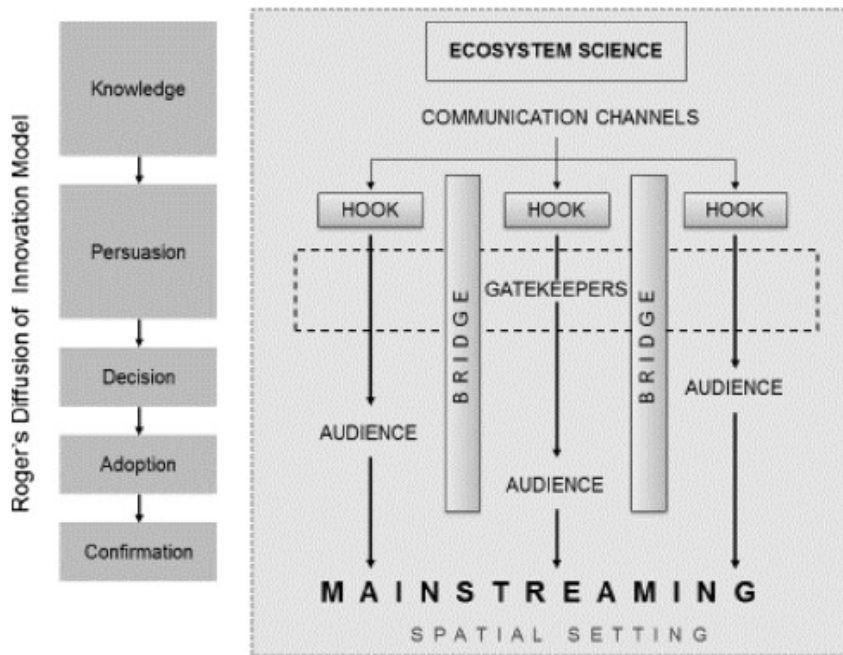 Roger's Diffusion of Innovation Model
Knowledge
Persuasion
Decision
Adoption
Confirmation
ECOSYSTEM SCIENCE
COMMUNICATION CHANNELS
HOOK
HOOK
HOOK
BRIDGE
BRIDGE
GATEKEEPERS
AUDIENCE
AUDIENCE
AUDIENCE
MAINSTREAMING
SPATIAL SETTING